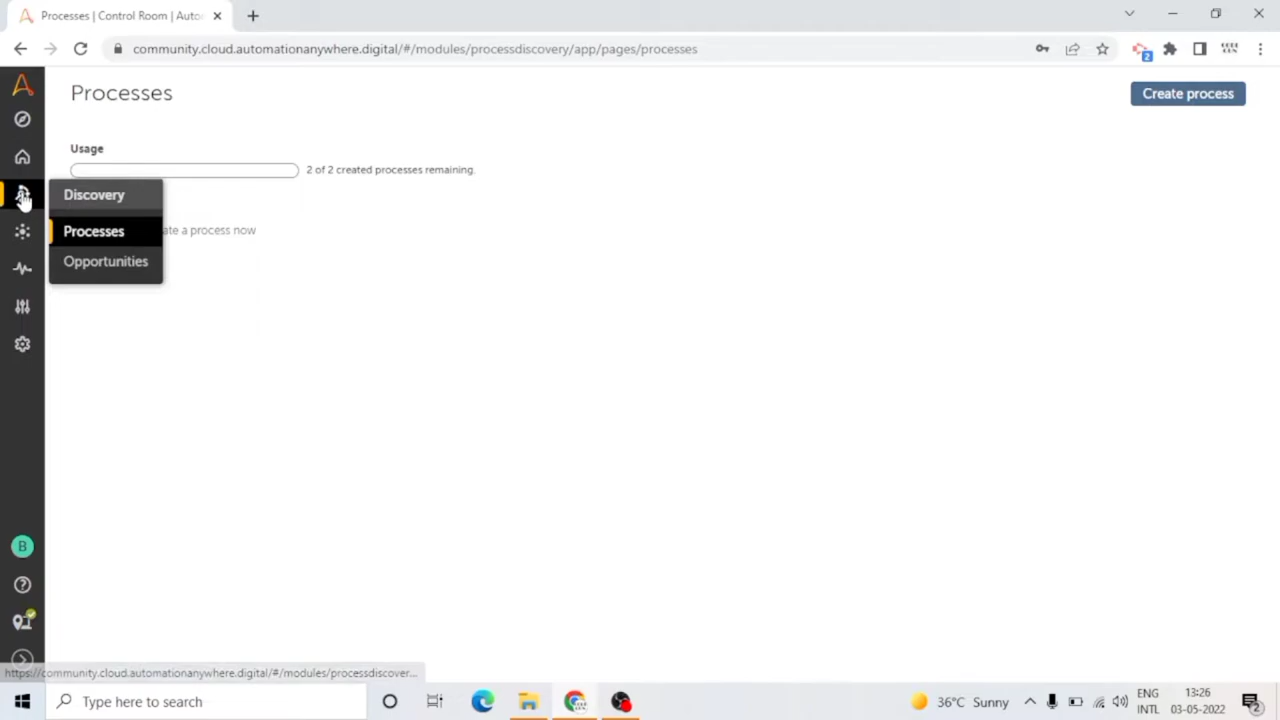 Processes | Control Room | Auto
community.cloud.automationanywhere.digital/#/modules/processdiscovery/app/pages/processes
2
Processes
Create process
Usage
2 of 2 created processes remaining.
Discovery
Processes
ate a process now
Opportunities
B
https://community.cloud.automationanywhere.digital/#/modules/processdiscover...
Type here to search
36°C Sunny
ENG
INTL
13:26
03-05-2022
2